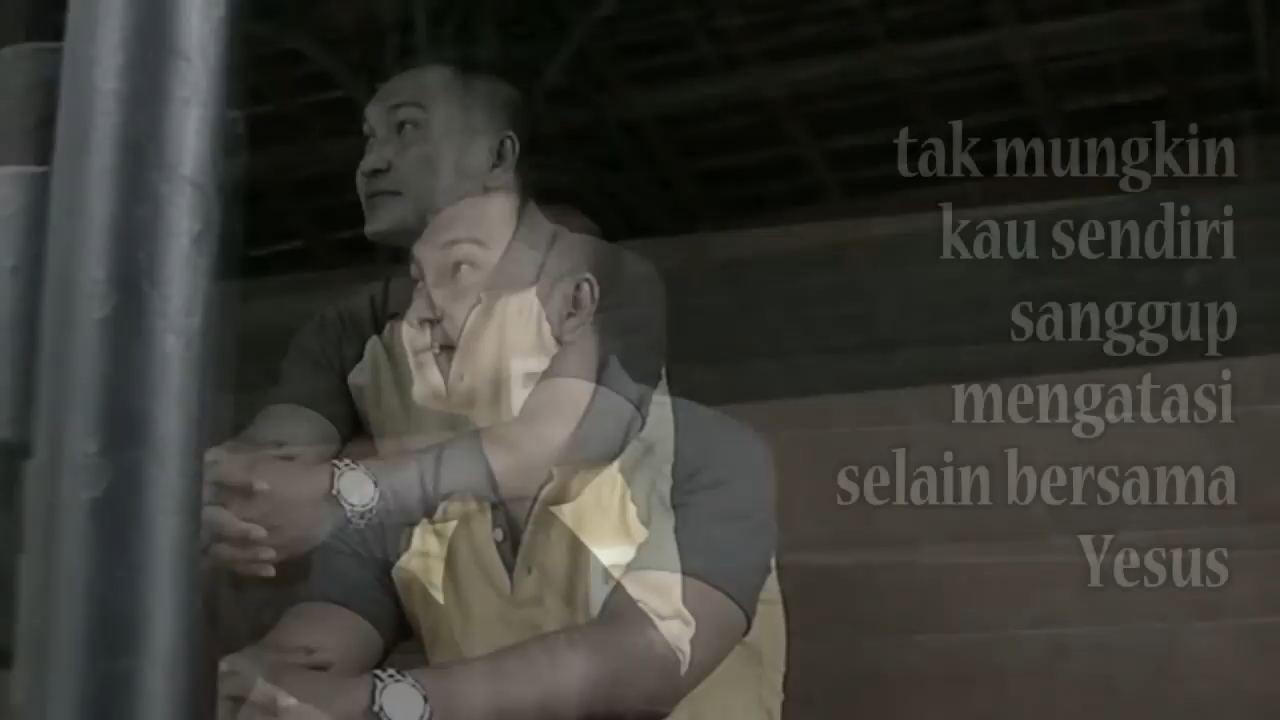 tak mungkin
kau sendiri
sanggup
mengatasi
selain bersama
Yesus